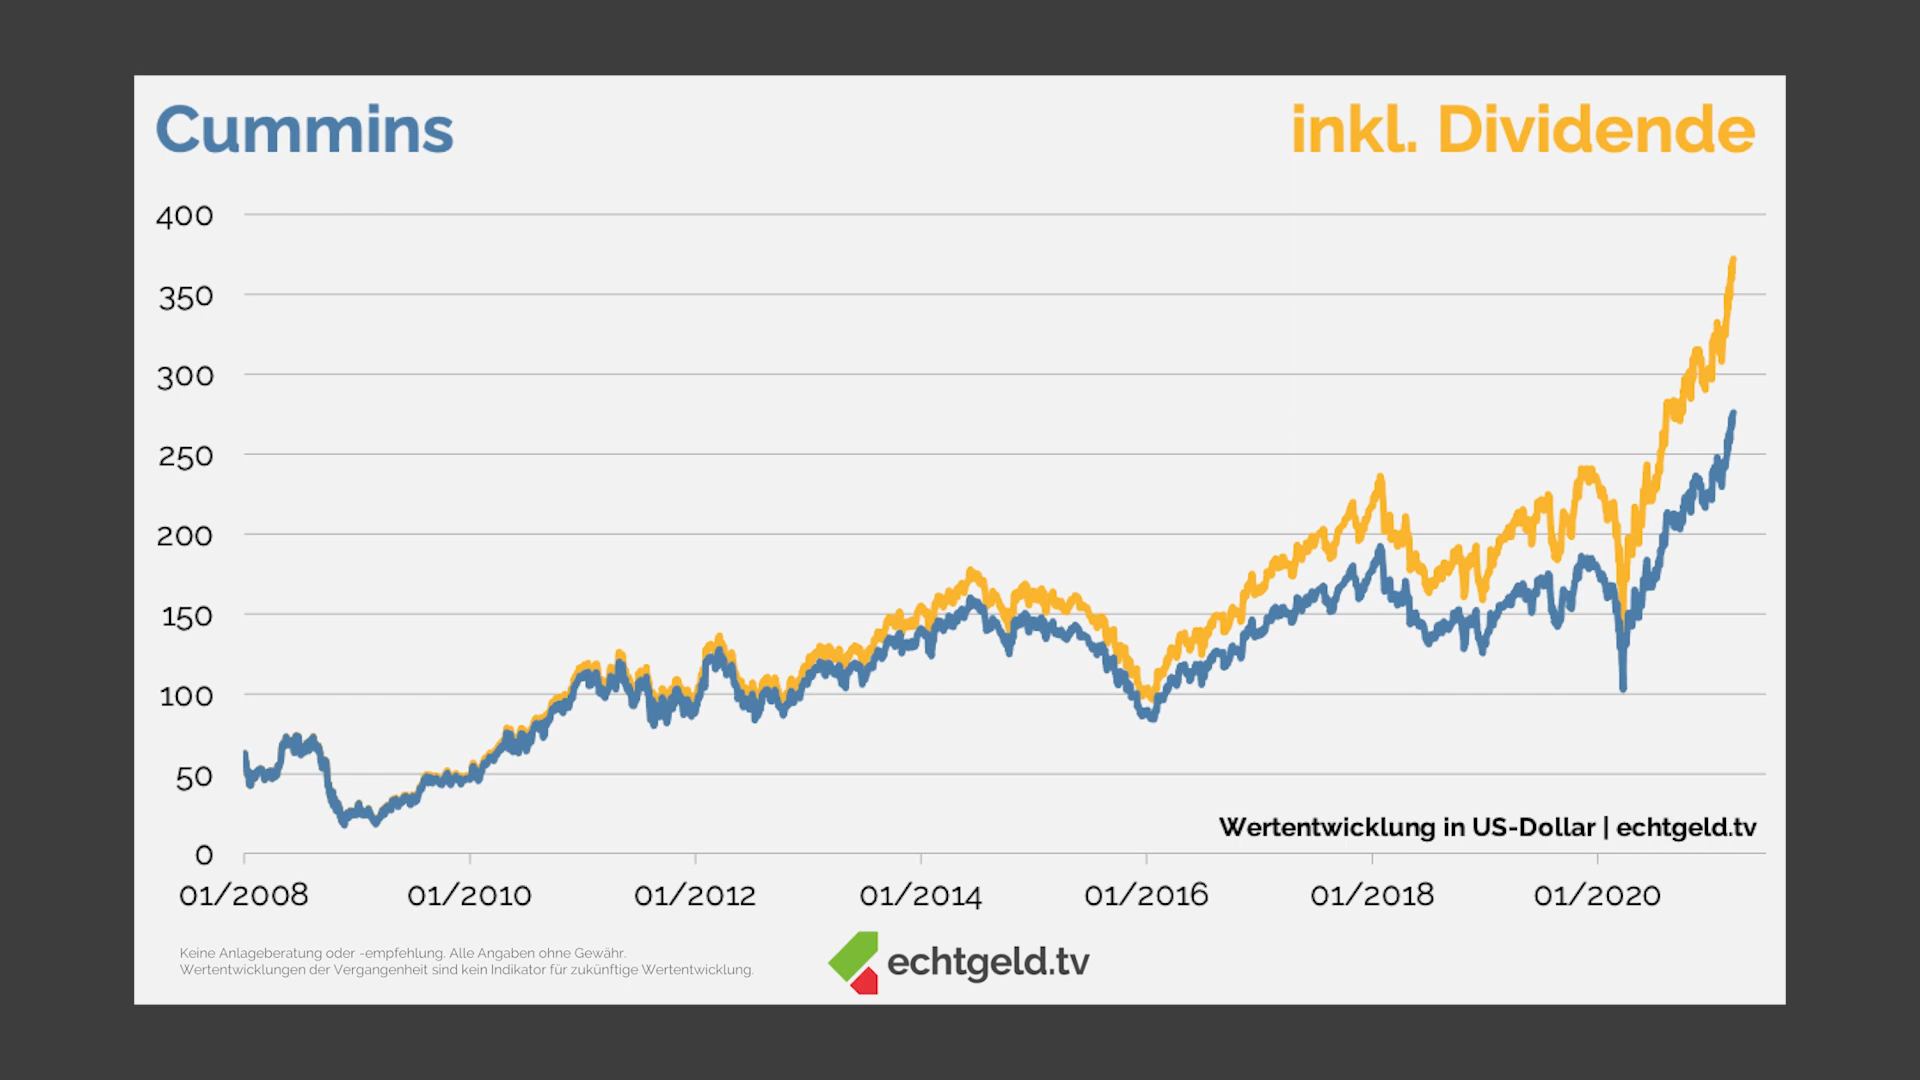 Cummins
inkl. Dividende
400
350
300
250
200
150
100
50
0
Wertentwicklung in US-Dollar | echtgeld.tv
01/2008 01/2010 01/2012 01/2014 01/2016 01/2018 01/2020
Keine Anlageberatung oder -empfehlung. Alle Angaben ohne Gewähr.
Wertentwicklungen der Vergangenheit sind kein Indikator für zukünftige Wertentwicklung.
echtgeld.tv